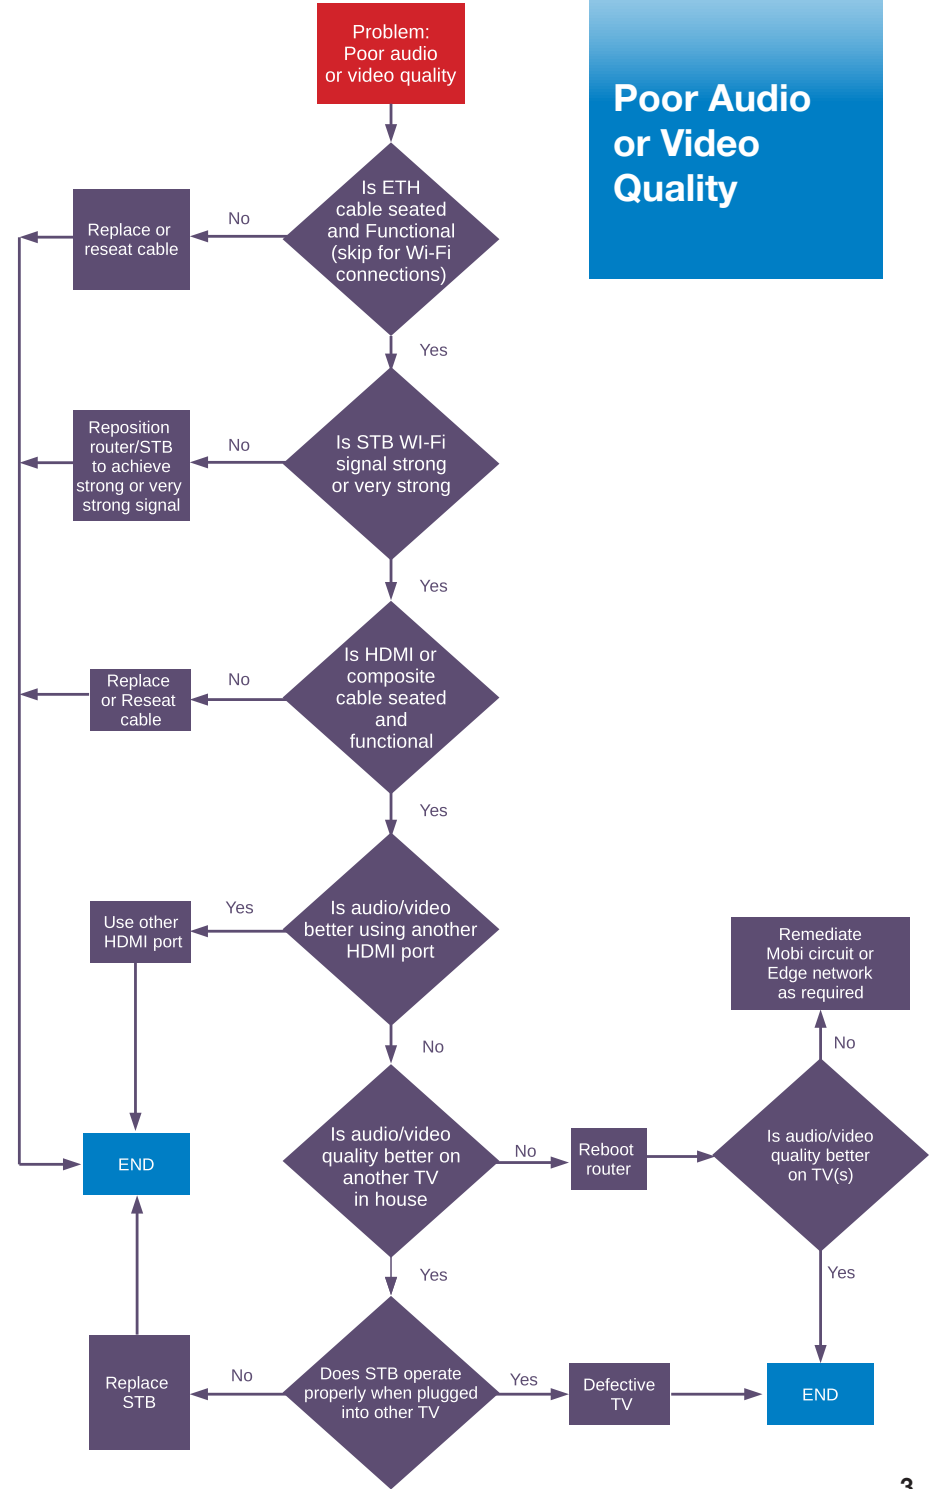 Problem:
Poor audio
or video quality
Poor Audio
or Video
Quality
Is ETH
cable seated
and Functional
(skip for Wi-Fi
connections)
No
Replace or
reseat cable
Yes
Is STB WI-Fi
signal strong
or very strong
No
Reposition
router/STB
to achieve
strong or very
strong signal
Yes
Is HDMI or
composite
cable seated
and
functional
No
Replace
or Reseat
cable
Yes
Is audio/video
better using another
HDMI port
Yes
Use other
HDMI port
No
Remediate
Mobi circuit or
Edge network
as required
No
Is audio/video
quality better on
another TV
in house
No
Reboot
router
Is audio/video
quality better
on TV(s)
END
Yes
Yes
Does STB operate
properly when plugged
into other TV
No
Replace
STB
Yes
Defective
TV
END
3